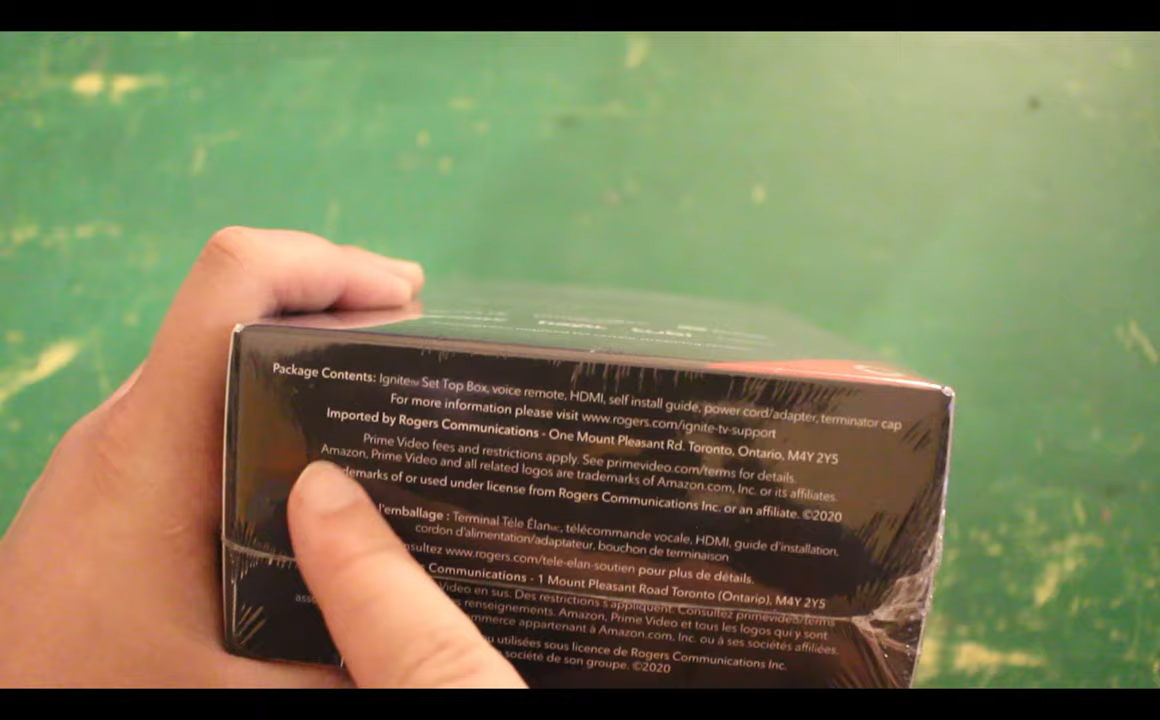 Package Contents: Ignite™ Set Top Box, voice remote, HDMI, self install guide, power cord/adapter, terminator cap
For more information please visit www.rogers.com/ignite-tv-support
Imported by Rogers Communications - One Mount Pleasant Rd. Toronto, Ontario, M4Y 2Y5
Prime Video fees and restrictions apply. See primevideo.com/terms for details.
Amazon, Prime Video and all related logos are trademarks of Amazon.com, Inc. or its affiliates.
demarks of or used under license from Rogers Communications Inc. or an affiliate. ©2020
l'emballage : Terminal Télé Élan, télécommande vocale, HDMI, guide d'installation,
cordon d'alimentation/adaptateur, bouchon de terminaison
nsultez www.rogers.com/tele-elan-soutien pour plus de détails.
Communications - 1 Mount Pleasant Road Toronto (Ontario), M4Y 2Y5
Video en sus. Des restrictions s'appliquent. Consultez primevideo/terms
renseignements. Amazon, Prime Video et tous les logos qui y sont
asso mmerce appartenant à Amazon.com, Inc. ou à ses sociétés affiliées.
utilisées sous licence de Rogers Communications Inc.
société de son groupe. ©2020